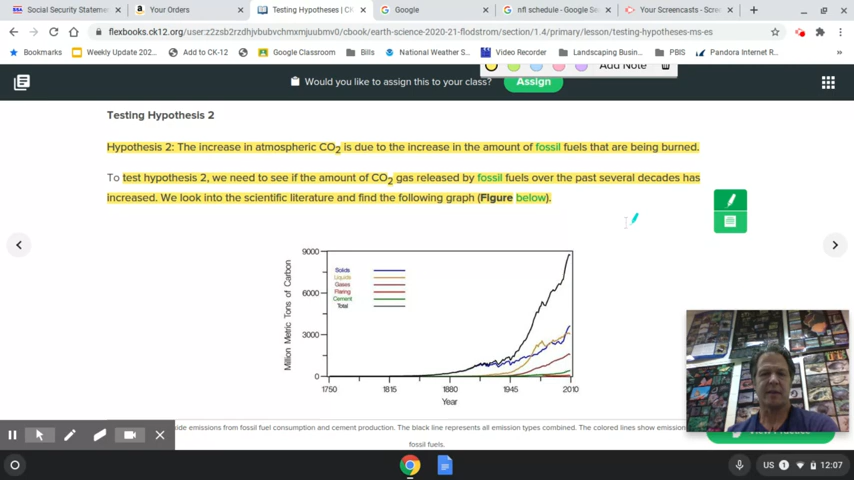 Social Security Statemen
Your Orders
Testing Hypotheses | CK
Google
nfl schedule - Google Se
Your Screencasts - Scree
flexbooks.ck12.org/user:z2zsb2rzdhjvbubvchmxmjuubmv0/cbook/earth-science-2020-21-flodstrom/section/1.4/primary/lesson/testing-hypotheses-ms-es
Bookmarks
Weekly Update 202...
Add to CK-12
Google Classroom
Bills
National Weather S...
Video Recorder
Landscaping Busine...
PBIS
Pandora Internet R...
Would you like to assign this to your class?
Assign
Add Note
Testing Hypothesis 2
Hypothesis 2: The increase in atmospheric CO2 is due to the increase in the amount of fossil fuels that are being burned.
To test hypothesis 2, we need to see if the amount of CO2 gas released by fossil fuels over the past several decades has
increased. We look into the scientific literature and find the following graph (Figure below).
Million Metric Tons of Carbon
9000
6000
3000
0
Solids
Liquids
Gases
Flaring
Cement
Total
1750
1815
1880
1945
2010
Year
ide emissions from fossil fuel consumption and cement production. The black line represents all emission types combined. The colored lines show emission
fossil fuels.
View Practice
US
1
12:07